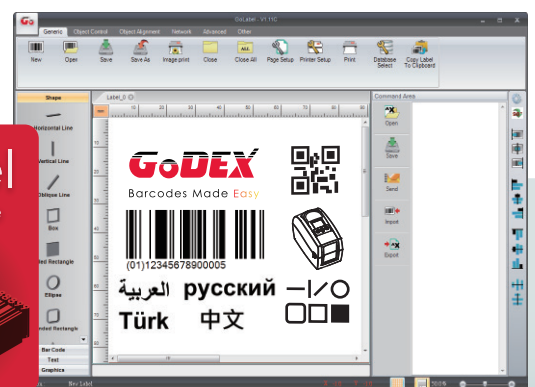 GoLabel - V1.11C
Go
Generic Object Control Object Alignment Network Advanced Other
New Open Save Save As Image print Close Close All Page Setup Printer Setup Print Database Select Copy Label To Clipboard
ALL
Shape
Label_0
Command Area
Horizontal Line
Vertical Line
Oblique Line
Box
Ellipse
Bar Code
Text
Graphics
GoDEX
Barcodes Made Easy
(01)12345678900005
العربية русский
Türk 中文
Open
Save
Send
Import
Export
New Label